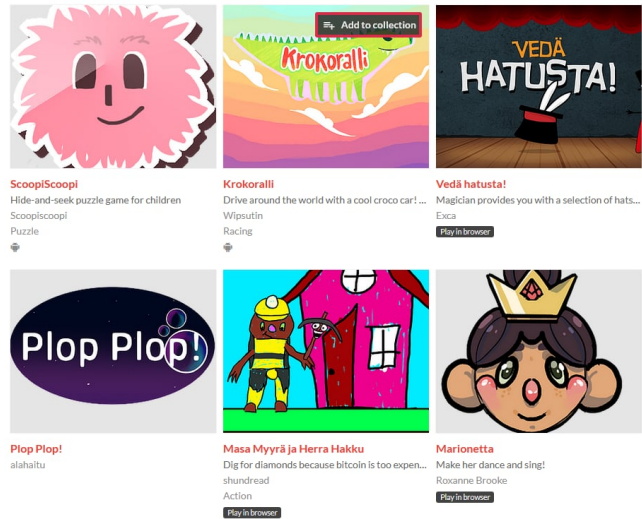 Add to collection
Krokoralli
VEDÄ
HATUSTA!
ScoopiScoopi
Hide-and-seek puzzle game for children
Scoopiscoopi
Puzzle
Krokoralli
Drive around the world with a cool croco car! ...
Wipsutin
Racing
Vedä hatusta!
Magician provides you with a selection of hats...
Exca
Play in browser
Plop Plop!
Plop Plop!
alahaitu
Masa Myyrä ja Herra Hakku
Dig for diamonds because bitcoin is too expen...
shundread
Action
Play in browser
Marionetta
Make her dance and sing!
Roxanne Brooke
Play in browser